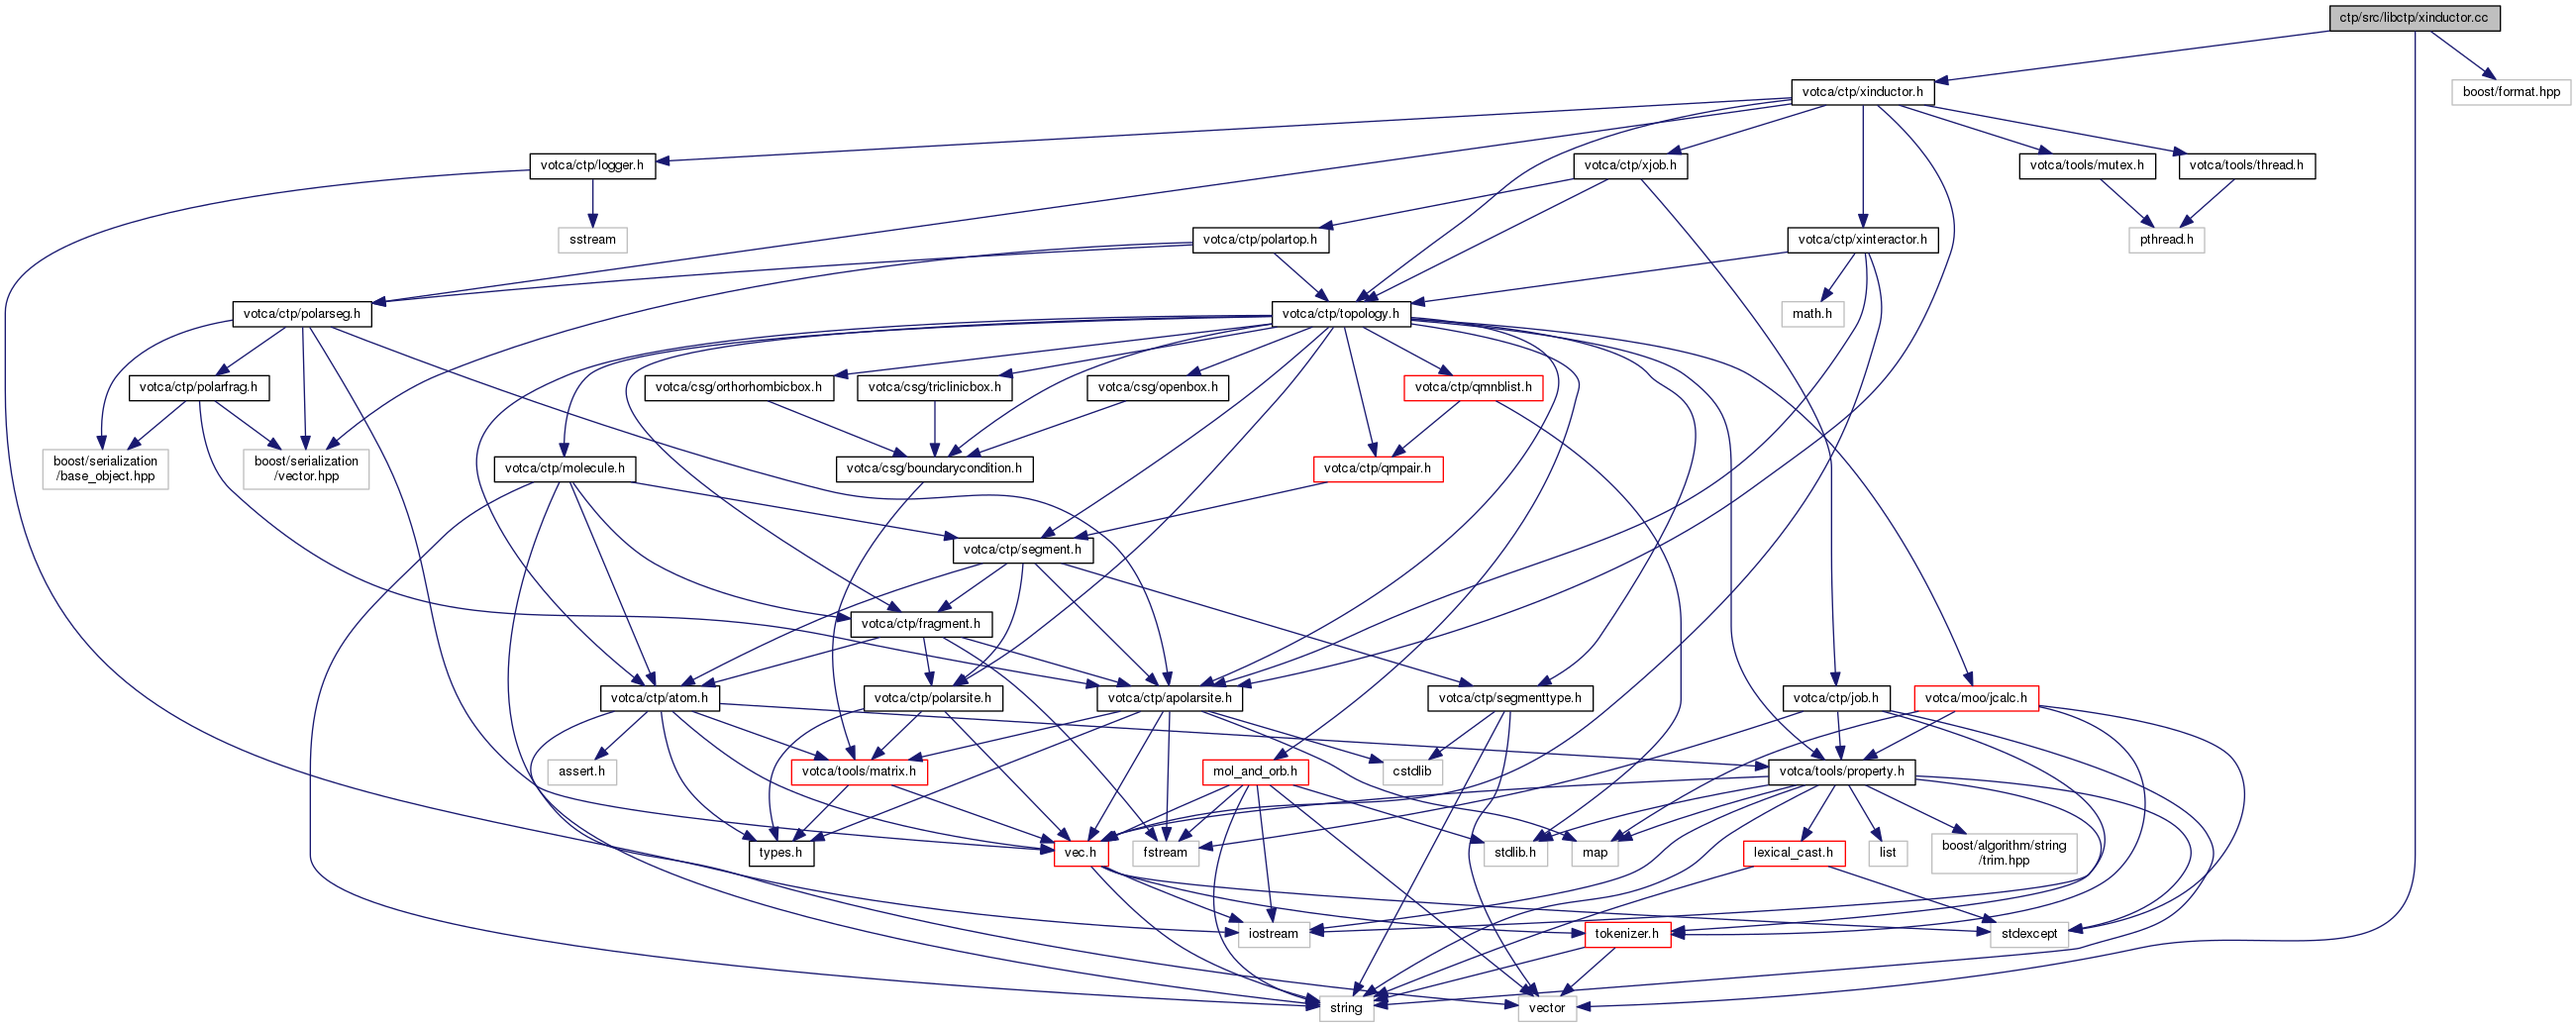 ctp/src/libctp/xinductor.cc
votca/ctp/xinductor.h
boost/format.hpp
votca/ctp/logger.h
votca/ctp/xjob.h
votca/tools/mutex.h
votca/tools/thread.h
sstream
votca/ctp/polartop.h
votca/ctp/xinteractor.h
pthread.h
votca/ctp/polarseg.h
votca/ctp/topology.h
math.h
votca/ctp/polarfrag.h
votca/csg/orthorhombicbox.h
votca/csg/triclinicbox.h
votca/csg/openbox.h
votca/ctp/qmnblist.h
boost/serialization
/base_object.hpp
boost/serialization
/vector.hpp
votca/ctp/molecule.h
votca/csg/boundarycondition.h
votca/ctp/qmpair.h
votca/ctp/segment.h
votca/ctp/fragment.h
votca/ctp/atom.h
votca/ctp/polarsite.h
votca/ctp/apolarsite.h
votca/ctp/segmenttype.h
votca/ctp/job.h
votca/moo/jcalc.h
assert.h
votca/tools/matrix.h
mol_and_orb.h
cstdlib
votca/tools/property.h
types.h
vec.h
fstream
stdlib.h
map
lexical_cast.h
list
boost/algorithm/string
/trim.hpp
iostream
tokenizer.h
stdexcept
string
vector